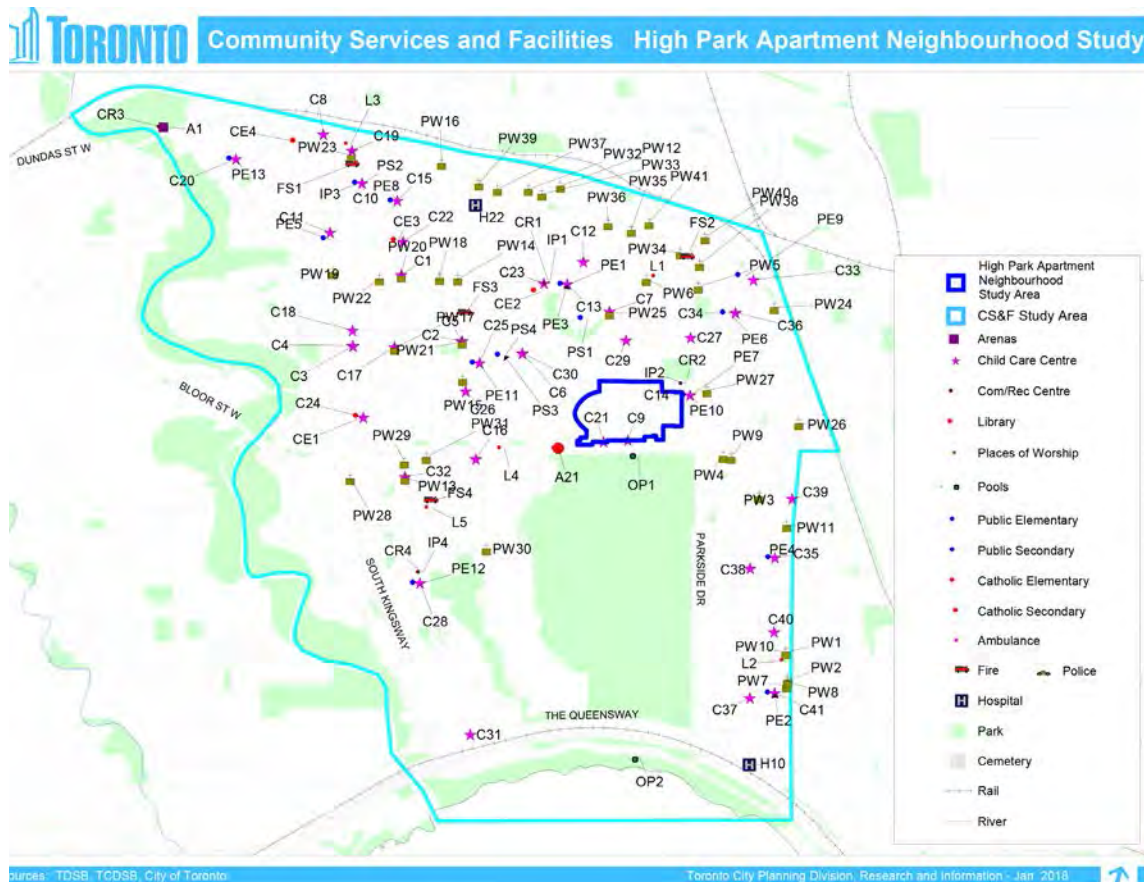 TORONTO
Community Services and Facilities High Park Apartment Neighbourhood Study
C8
L3
CR3
A1
CE4
PW23
C19
PW16
PW39
PW37
PW12
PW32
PW33
DUNDAS ST W
C20
PE13
FS1
PS2
IP3
PE8
C10
C15
PW35
PW41
PW36
PW40
PW38
H22
C11
PE5
CE3
C22
CR1
IP1
C12
FS2
PE9
PW20
PW18
PW14
PW34
PW19
C1
C23
PE1
L1
PW5
C33
PW22
FS3
CE2
C13
C7
PW6
PW24
C18
PW17
C5
C25
PS4
PE3
PW25
C34
C36
C4
C2
PS1
C27
PE6
C3
PW21
C29
CR2
PE7
C17
C30
IP2
PW27
BLOOR ST W
C6
C14
PE11
PS3
PE10
C24
PW15
C26
C21
C9
CE1
PW31
C16
PW26
PW29
PW9
C32
L4
A21
OP1
PW4
PW13
FS4
PW3
C39
PW28
L5
PW11
CR4
IP4
PW30
PE4
C35
PE12
C38
SOUTH KINGSWAY
PARKSIDE DR
C28
C40
PW10
PW1
L2
PW2
PW7
PW8
C37
C41
PE2
C31
THE QUEENSWAY
H10
OP2
High Park Apartment
Neighbourhood
Study Area
CS&F Study Area
Arenas
Child Care Centre
Com/Rec Centre
Library
Places of Worship
Pools
Public Elementary
Public Secondary
Catholic Elementary
Catholic Secondary
Ambulance
Fire
Police
H
Hospital
Park
Cemetery
Rail
River
ources: TDSB, TCDSB, City of Toronto
Toronto City Planning Division, Research and Information - Jan 2018